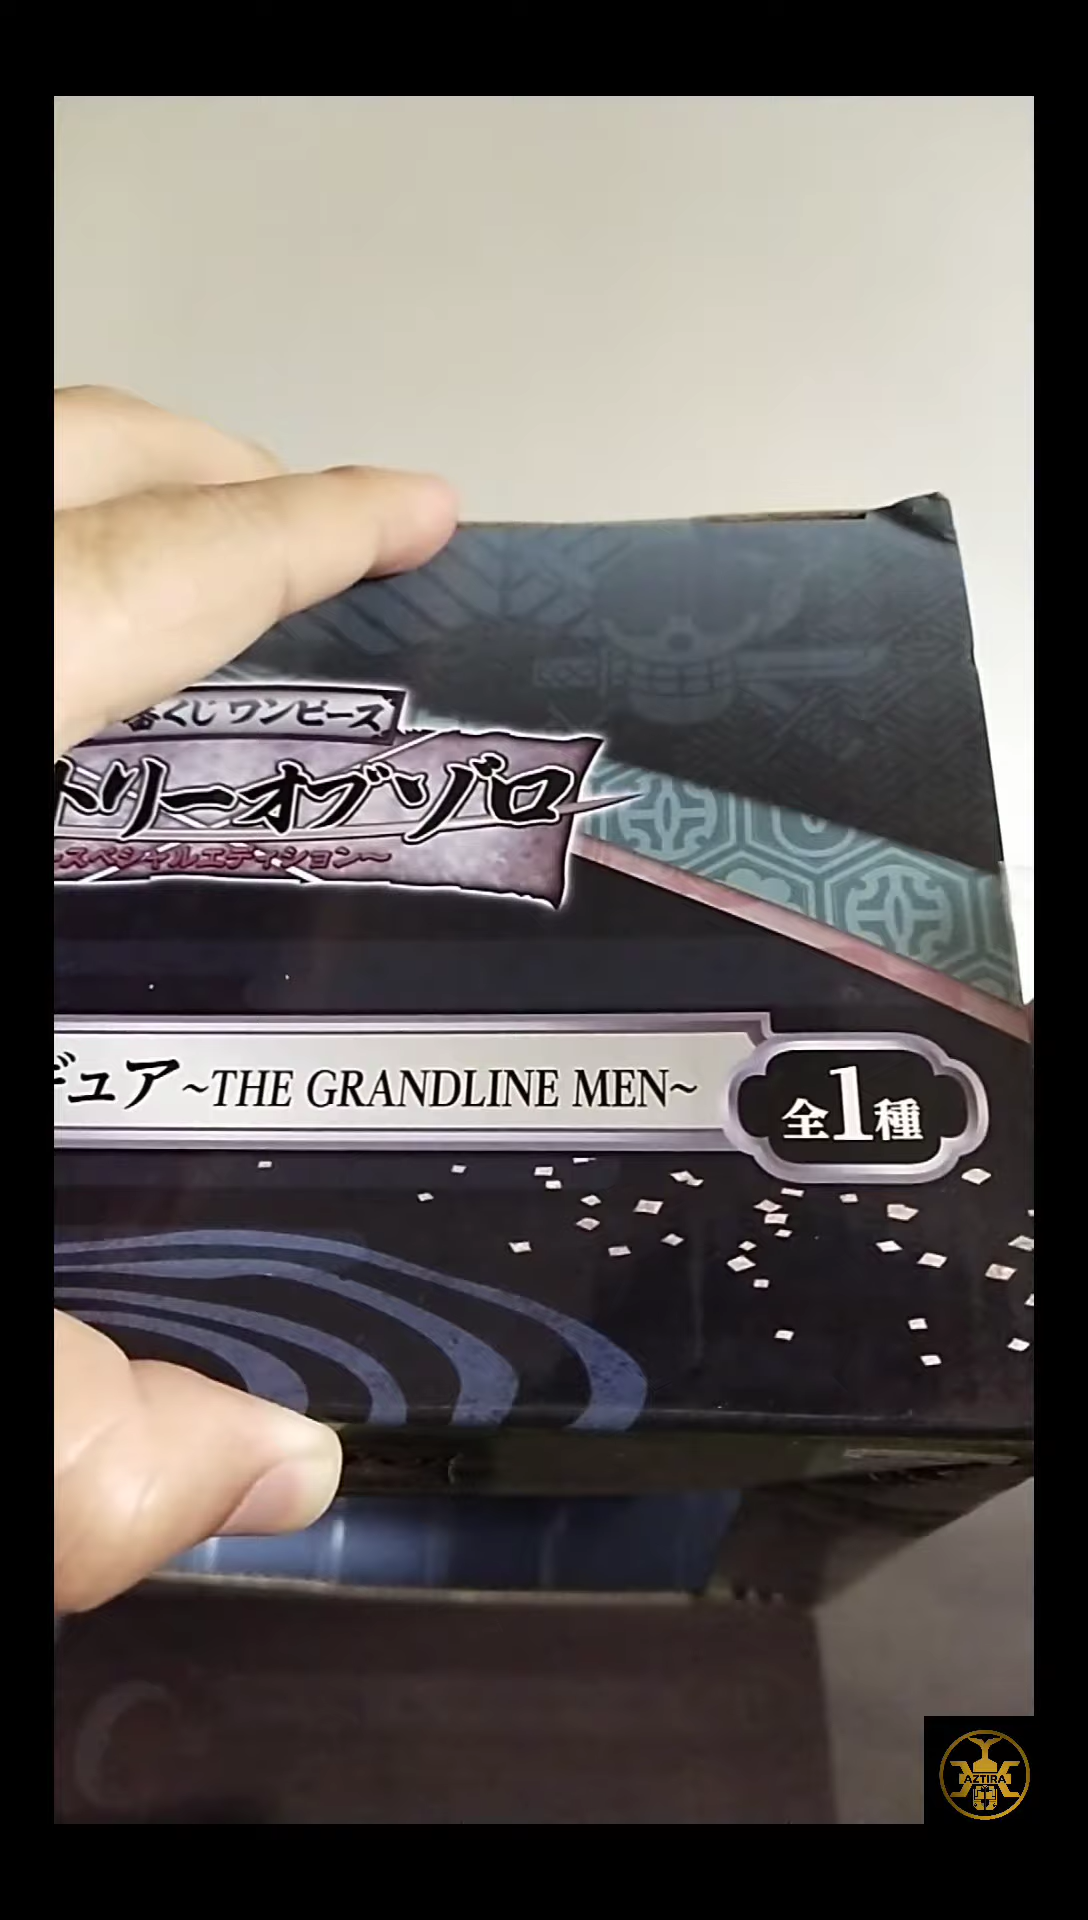 番くじ ワンピース
トリーオブゾロ
～スペシャルエディション～
ギュア ~THE GRANDLINE MEN~
全1種
AZTIRA